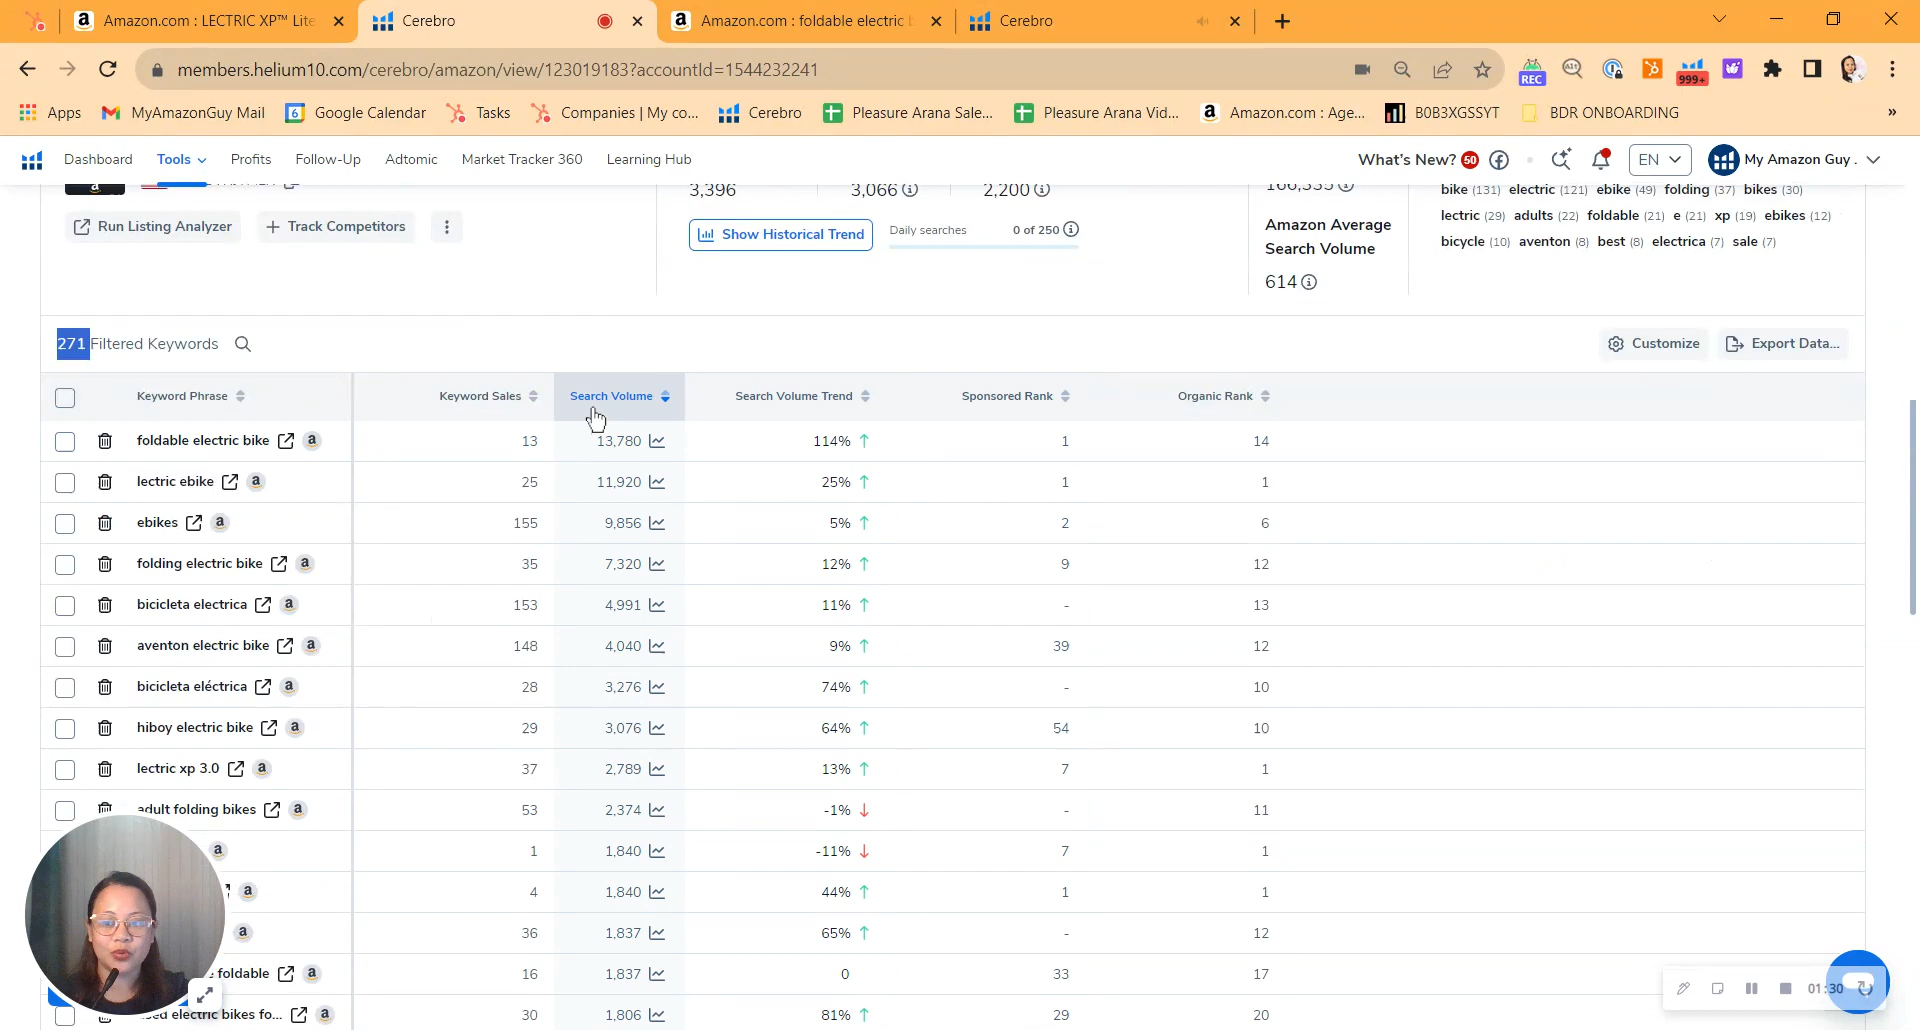 Amazon.com : LECTRIC XP™ Lite
Cerebro
Amazon.com : foldable electric b
Cerebro
members.helium10.com/cerebro/amazon/view/123019183?accountId=1544232241
REC
999+
Apps
MyAmazonGuy Mail
Google Calendar
Tasks
Companies | My co...
Cerebro
Pleasure Arana Sale...
Pleasure Arana Vid...
Amazon.com : Age...
B0B3XGSSYT
BDR ONBOARDING
»
Dashboard
Tools
Profits
Follow-Up
Adtomic
Market Tracker 360
Learning Hub
What's New? 50
EN
My Amazon Guy .
3,396
3,066
2,200
166,335
bike (131) electric (121) ebike (49) folding (37) bikes (30)
lectric (29) adults (22) foldable (21) e (21) xp (19) ebikes (12)
bicycle (10) aventon (8) best (8) electrica (7) sale (7)
Run Listing Analyzer
Track Competitors
Show Historical Trend
Daily searches
0 of 250
Amazon Average
Search Volume
614
271 Filtered Keywords
Customize
Export Data...
Keyword Phrase
Keyword Sales
Search Volume
Search Volume Trend
Sponsored Rank
Organic Rank
foldable electric bike 13 13,780 114% 1 14
lectric ebike 25 11,920 25% 1 1
ebikes 155 9,856 5% 2 6
folding electric bike 35 7,320 12% 9 12
bicicleta electrica 153 4,991 11% - 13
aventon electric bike 148 4,040 9% 39 12
bicicleta eléctrica 28 3,276 74% - 10
hiboy electric bike 29 3,076 64% 54 10
lectric xp 3.0 37 2,789 13% 7 1
adult folding bikes 53 2,374 -1% - 11
1 1,840 -11% 7 1
4 1,840 44% 1 1
36 1,837 65% - 12
foldable 16 1,837 0 33 17
used electric bikes fo... 30 1,806 81% 29 20
01:30